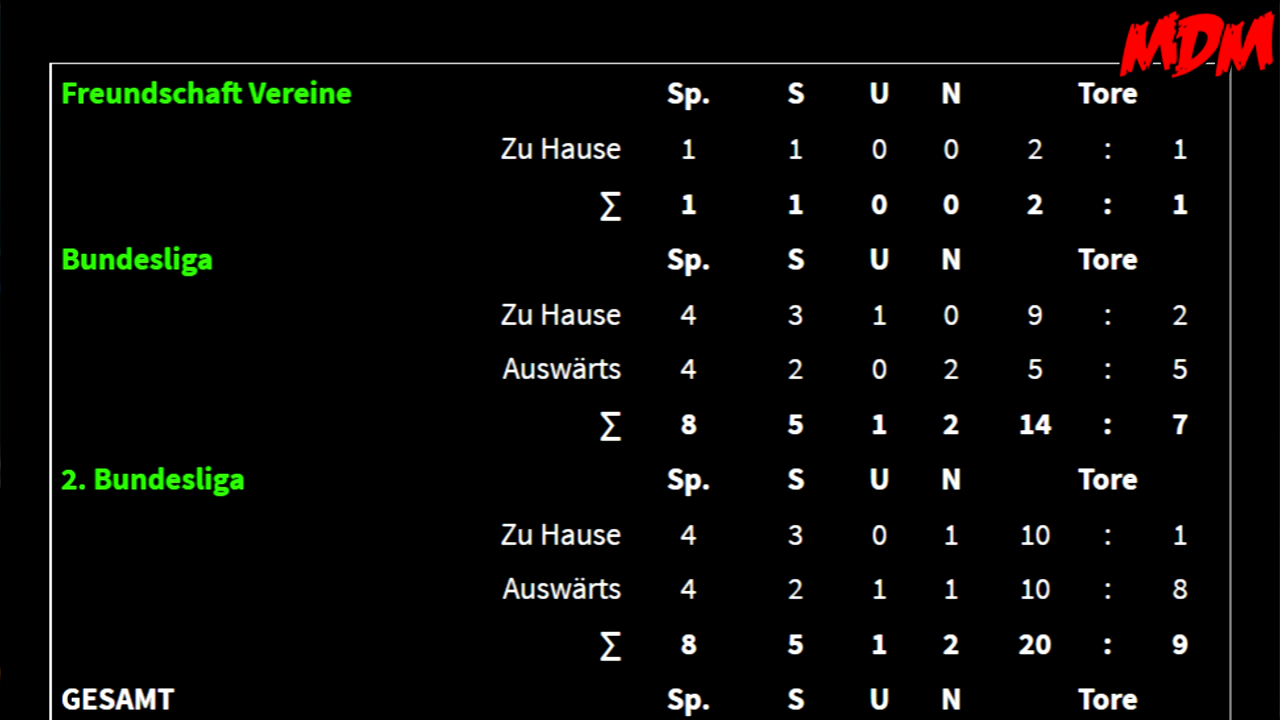 MDM
Freundschaft Vereine Sp. S U N Tore
Zu Hause 1 1 0 0 2 : 1
∑ 1 1 0 0 2 : 1
Bundesliga Sp. S U N Tore
Zu Hause 4 3 1 0 9 : 2
Auswärts 4 2 0 2 5 : 5
∑ 8 5 1 2 14 : 7
2. Bundesliga Sp. S U N Tore
Zu Hause 4 3 0 1 10 : 1
Auswärts 4 2 1 1 10 : 8
∑ 8 5 1 2 20 : 9
GESAMT Sp. S U N Tore